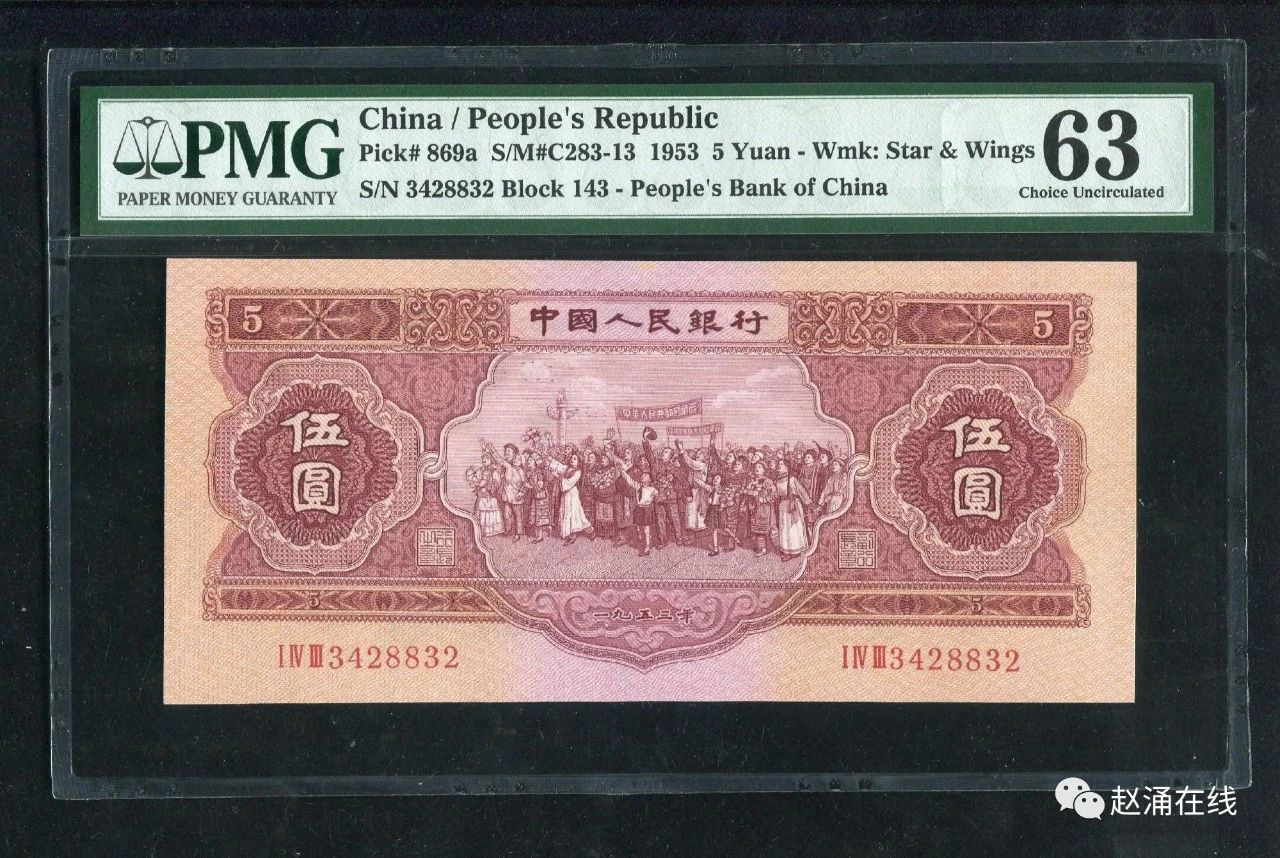 PMG
PAPER MONEY GUARANTY
China / People's Republic
Pick# 869a S/M#C283-13 1953 5 Yuan - Wmk: Star & Wings
S/N 3428832 Block 143 - People's Bank of China
63
Choice Uncirculated
5
中國人民銀行
5
伍圓
伍圓
5
一九五三年
5
IⅣⅢ3428832
IⅣⅢ3428832
赵涌在线